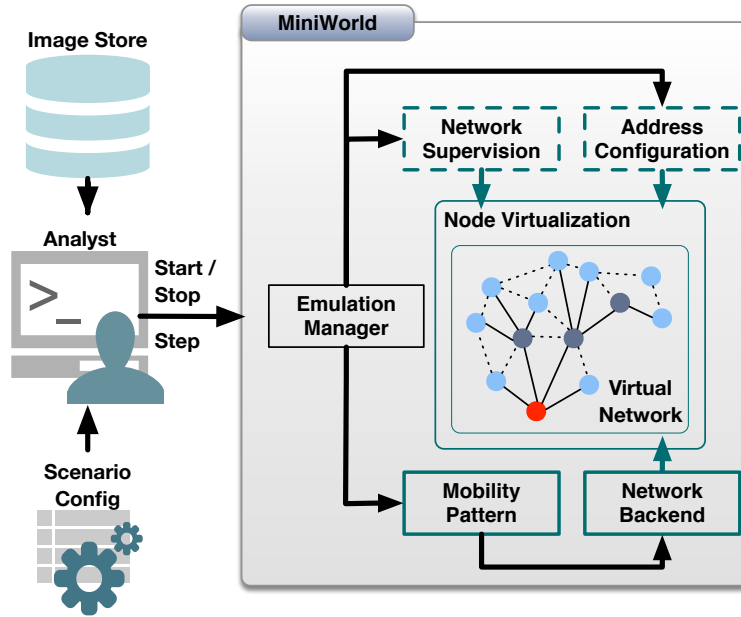 Image Store
MiniWorld
Network
Supervision
Address
Configuration
Analyst
>_
Start /
Stop
Step
Node Virtualization
Emulation
Manager
Virtual
Network
Scenario
Config
Mobility
Pattern
Network
Backend